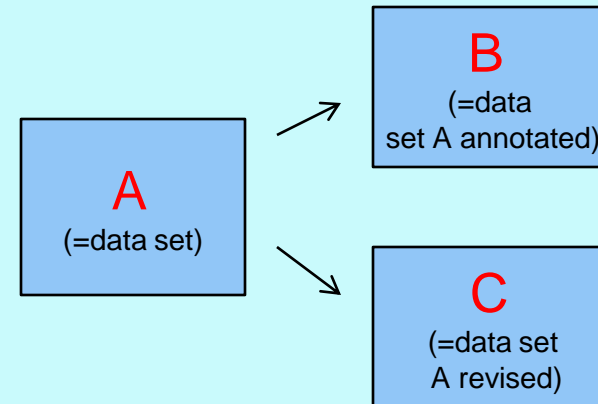 A
(=data set)
B
(=data
set A annotated)
C
(=data set
A revised)